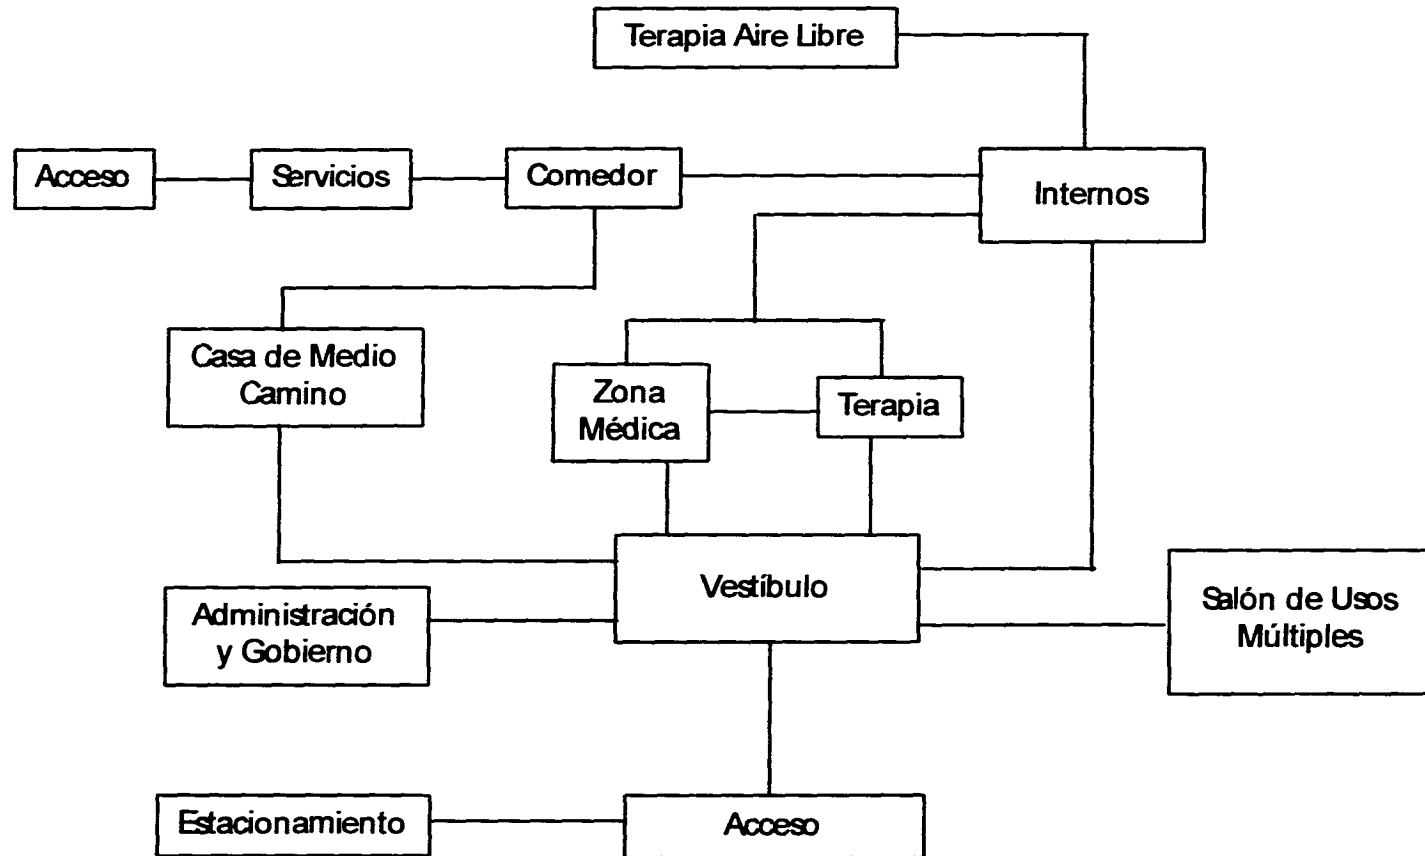 Terapia Aire Libre
Acceso
Servicios
Comedor
Internos
Casa de Medio
Camino
Zona
Médica
Terapia
Vestíbulo
Administración
y Gobierno
Salón de Usos
Múltiples
Estacionamiento
Acceso